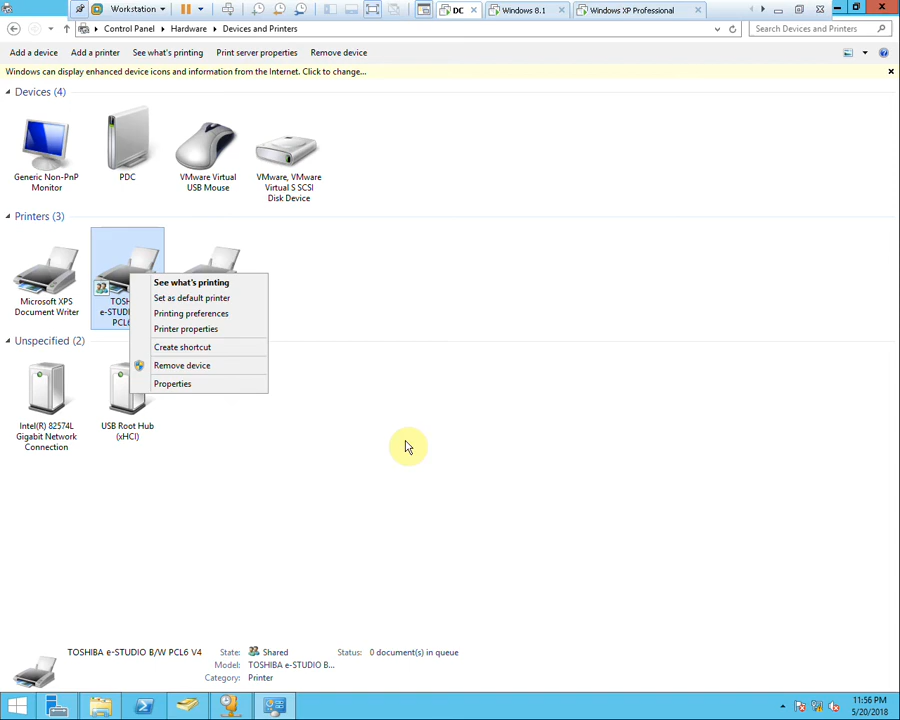 Workstation
DC
Windows 8.1
Windows XP Professional
Control Panel
Hardware
Devices and Printers
Search Devices and Printers
Add a device
Add a printer
See what's printing
Print server properties
Remove device
Windows can display enhanced device icons and information from the Internet. Click to change...
Devices (4)
Generic Non-PnP
Monitor
PDC
VMware Virtual
USB Mouse
VMware, VMware
Virtual S SCSI
Disk Device
Printers (3)
Microsoft XPS
Document Writer
TOSH
e-STUD
PCL6
See what's printing
Set as default printer
Printing preferences
Printer properties
Create shortcut
Remove device
Properties
Unspecified (2)
Intel(R) 82574L
Gigabit Network
Connection
USB Root Hub
(xHCI)
TOSHIBA e-STUDIO B/W PCL6 V4
State: Shared
Status: 0 document(s) in queue
Model: TOSHIBA e-STUDIO B...
Category: Printer
11:56 PM
5/20/2018